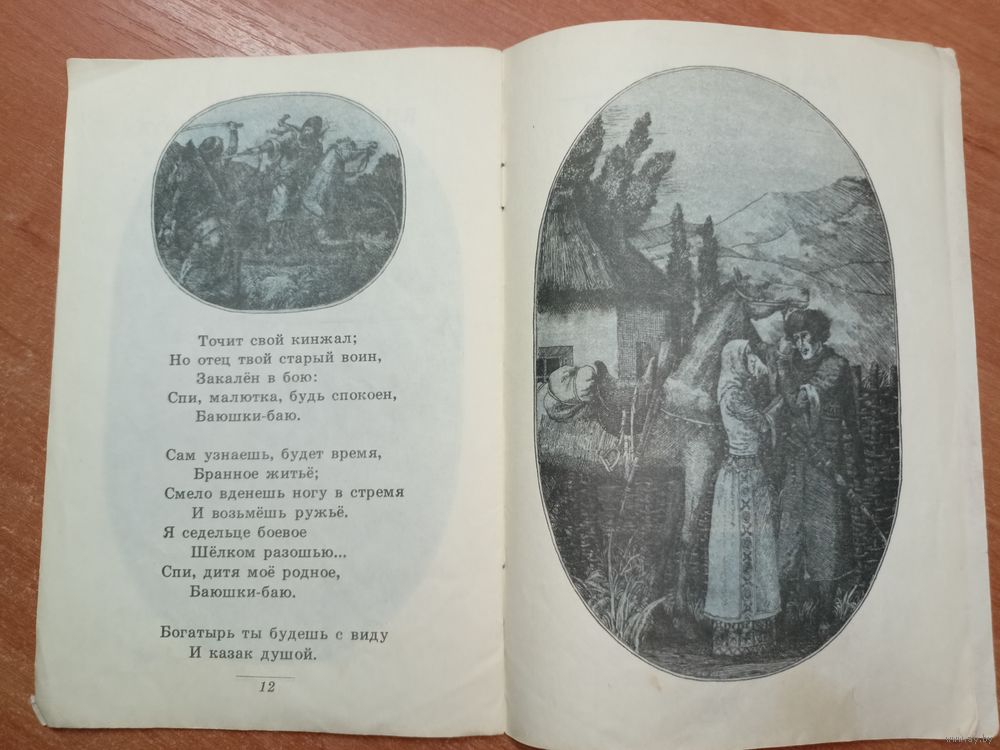 Точит свой кинжал;
Но отец твой старый воин,
Закалён в бою:
Спи, малютка, будь спокоен,
Баюшки-баю.
Сам узнаешь, будет время,
Бранное житьё;
Смело вденешь ногу в стремя
И возьмёшь ружьё.
Я седельце боевое
Шёлком разошью...
Спи, дитя моё родное,
Баюшки-баю.
Богатырь ты будешь с виду
И казак душой.
12